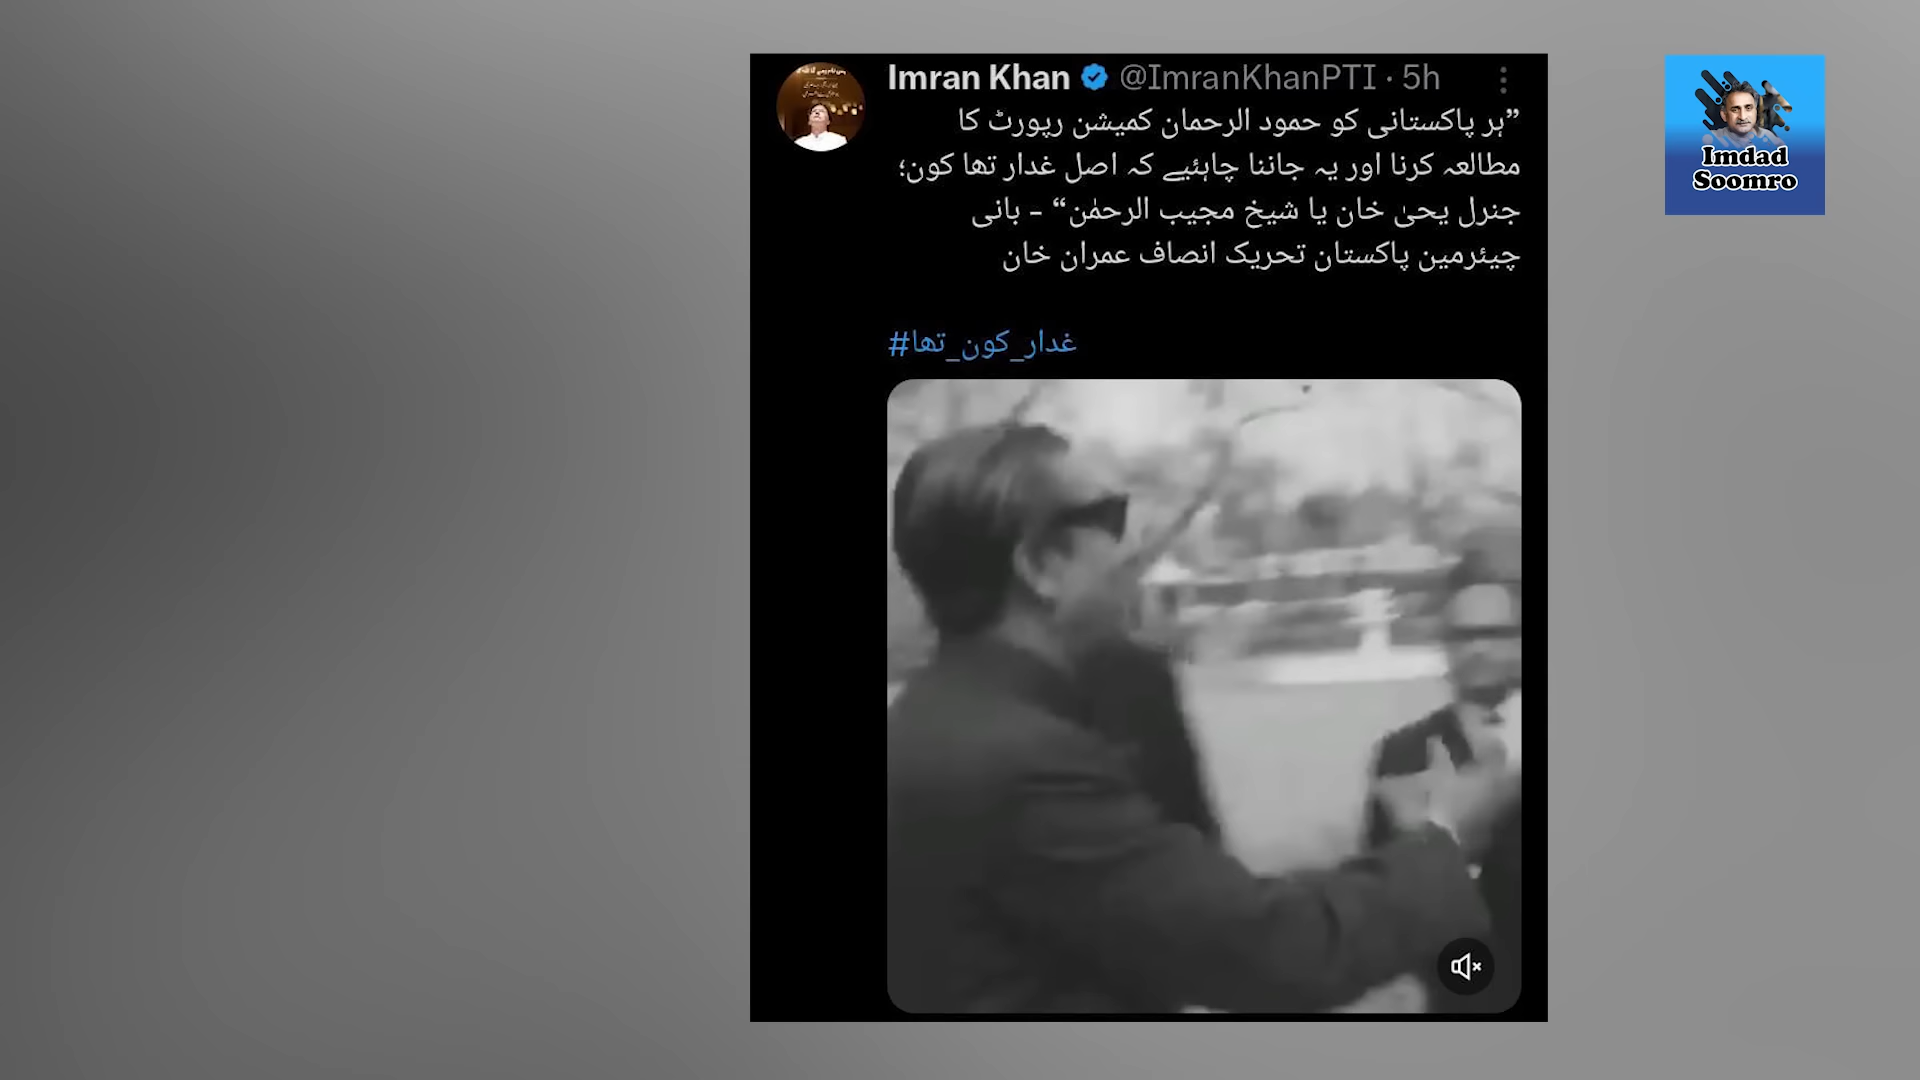 Imran Khan @ImranKhanPTI · 5h
”ہر پاکستانی کو حمود الرحمان کمیشن رپورٹ کا
مطالعہ کرنا اور یہ جاننا چاہئیے کہ اصل غدار تھا کون؛
جنرل یحیٰ خان یا شیخ مجیب الرحمٰن“ - بانی
چیئرمین پاکستان تحریک انصاف عمران خان
#غدار_کون_تھا
Imdad
Soomro